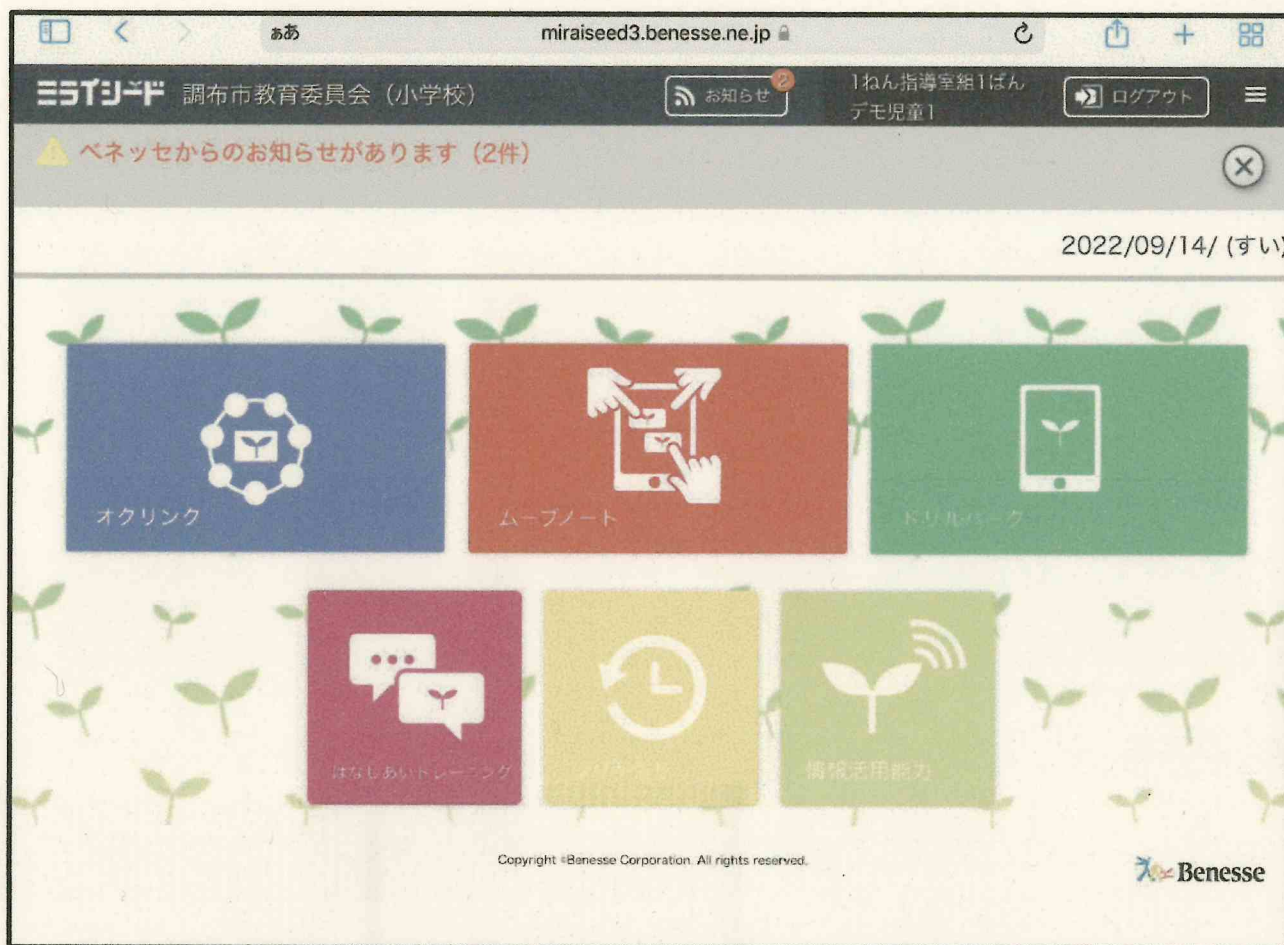 ぁあ
miraiseed3.benesse.ne.jp
ミライシード 調布市教育委員会（小学校）
お知らせ
2
1ねん指導室組1ばん
デモ児童1
ログアウト
ベネッセからのお知らせがあります（2件）
2022/09/14/ (すい)
オクリンク
ムーブノート
ドリルパーク
はなしあいトレーニング
情報活用能力
Copyright ©Benesse Corporation. All rights reserved.
Benesse